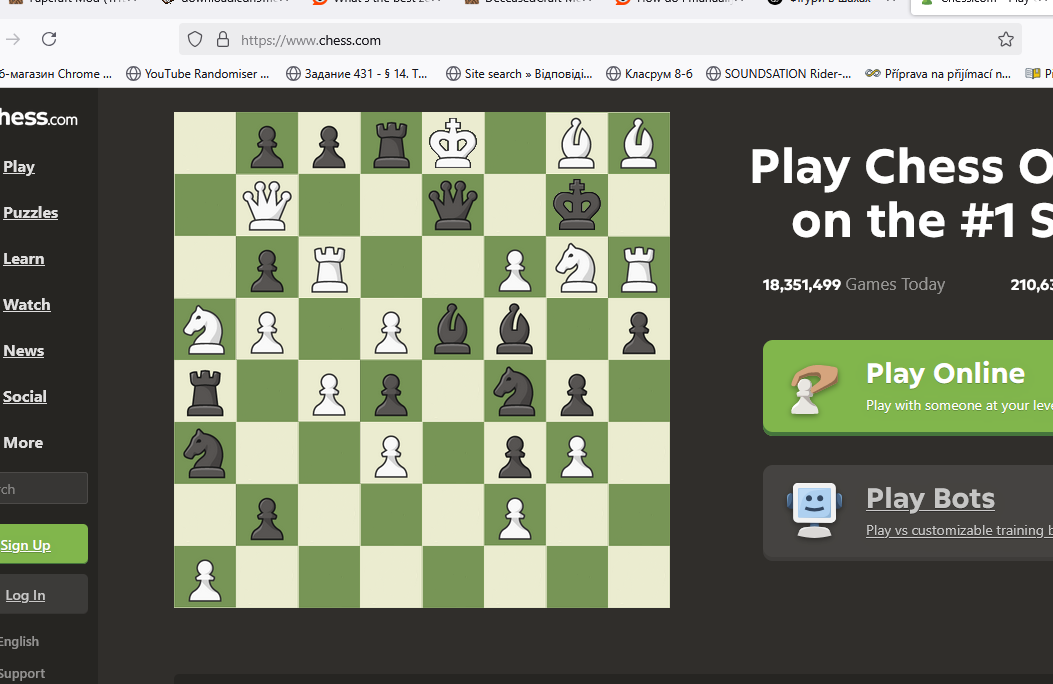 https://www.chess.com
б-магазин Chrome ...
YouTube Randomiser ...
Задание 431 - § 14. Т...
Site search » Відповіді...
Класрум 8-б
SOUNDSATION Rider-...
Příprava na přijímací n...
hess.com
Play
Puzzles
Learn
Watch
News
Social
More
rch
Sign Up
Log In
English
Support
Play Chess O
on the #1 S
18,351,499 Games Today
210,63
Play Online
Play with someone at your leve
Play Bots
Play vs customizable training b